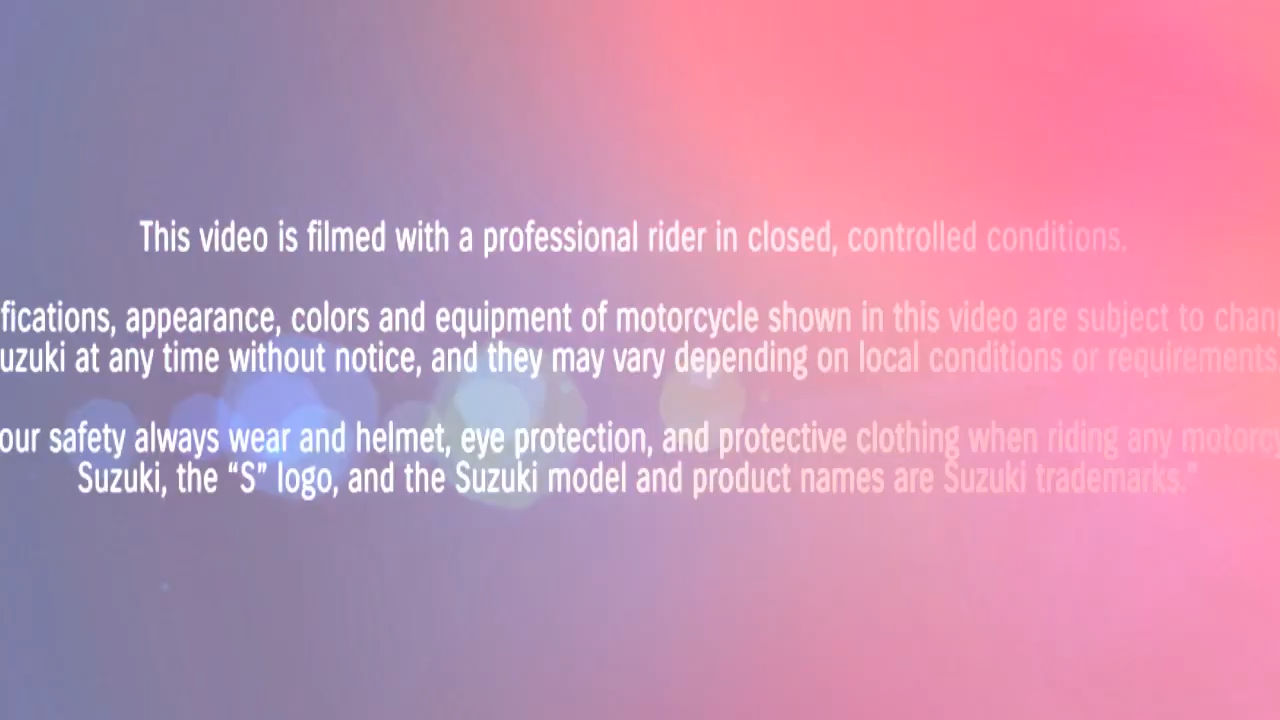 This video is filmed with a professional rider in closed, controlled conditions.
fications, appearance, colors and equipment of motorcycle shown in this video are subject to chan
uzuki at any time without notice, and they may vary depending on local conditions or requirements.
our safety always wear and helmet, eye protection, and protective clothing when riding any motorcy
Suzuki, the “S” logo, and the Suzuki model and product names are Suzuki trademarks."